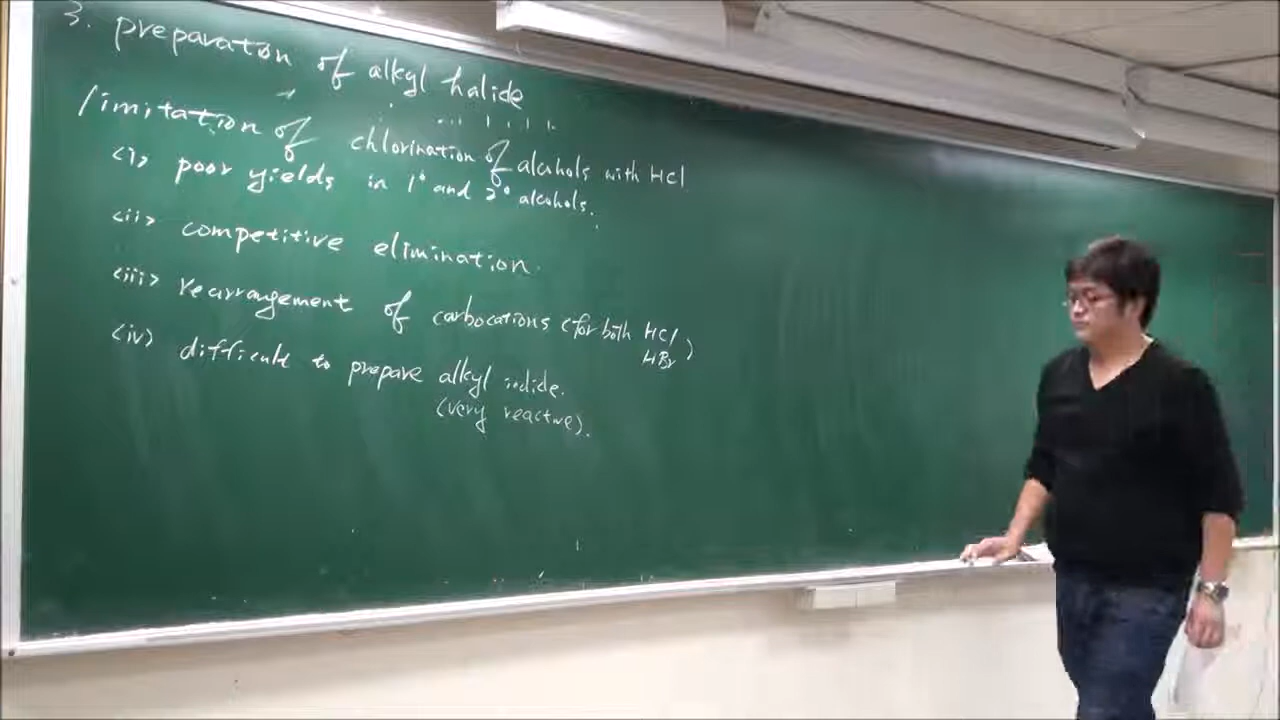 3. preparation of alkyl halide
limitation of chlorination of alcohols with HCl
(i) poor yields in 1° and 2° alcohols.
(ii) competitive elimination.
(iii) rearrangement of carbocations (for both HCl
HBr)
(iv) difficult to prepare alkyl iodide.
(very reactive).